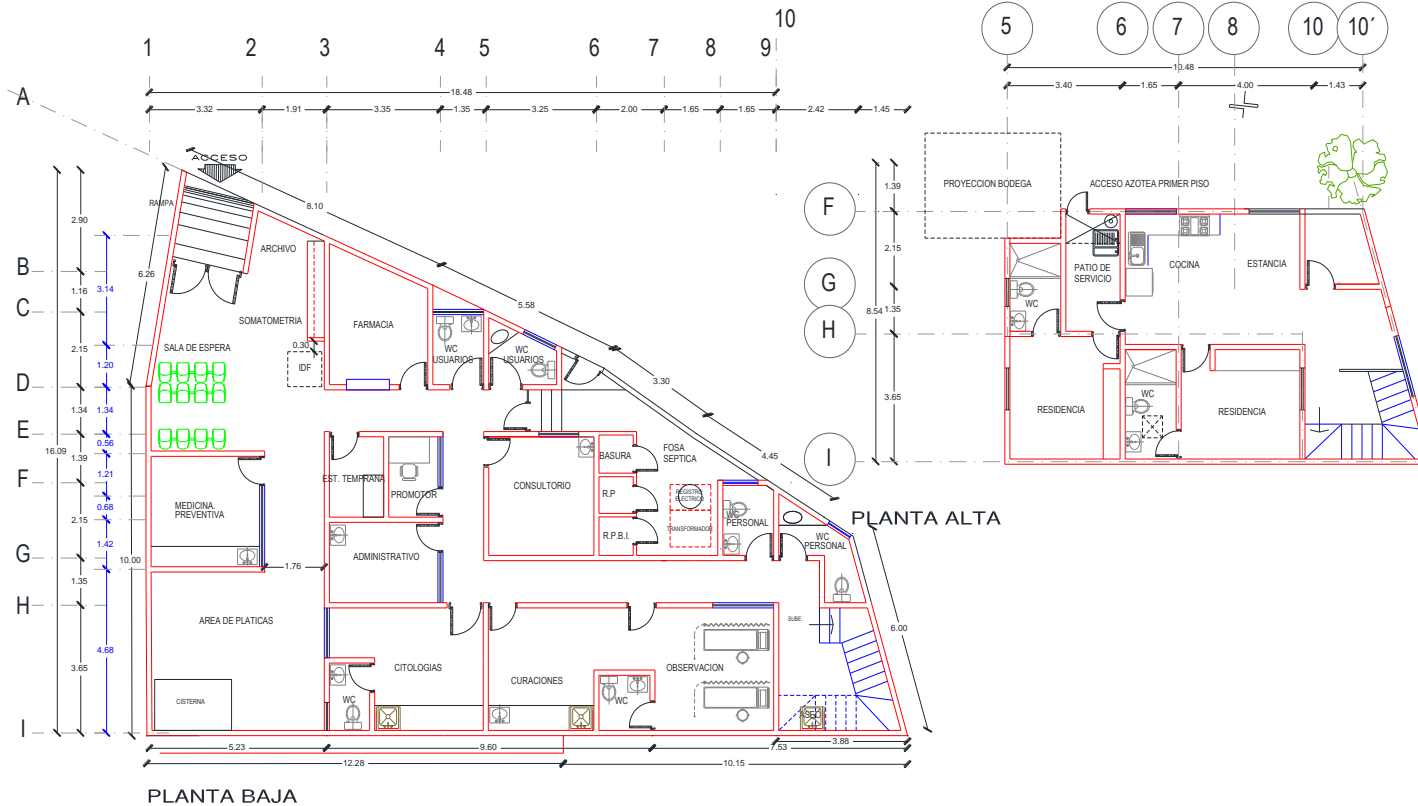 1
2
3
4
5
6
7
8
9
10
18.48
3.32
1.91
3.35
1.35
3.25
2.00
1.65
1.65
2.42
1.45
A
B
C
D
E
F
G
H
I
16.09
2.90
1.16
2.15
1.34
1.39
2.15
1.35
3.65
3.14
1.20
1.34
0.56
1.21
0.68
1.42
4.68
10.00
6.26
ACCESO
RAMPA
8.10
5.58
3.30
4.45
6.00
ARCHIVO
SOMATOMETRIA
SALA DE ESPERA
FARMACIA
0.30
IDF
WC
USUARIOS
WC
USUARIOS
MEDICINA.
PREVENTIVA
EST. TEMPRANA
PROMOTOR
CONSULTORIO
BASURA
R.P
R.P.B.I.
FOSA
SEPTICA
REGISTRO
ELECTRICO
TRANSFORMADOR
WC
PERSONAL
WC
PERSONAL
ADMINISTRATIVO
1.76
AREA DE PLATICAS
CISTERNA
WC
CITOLOGIAS
CURACIONES
WC
OBSERVACION
SUBE
ASEO
5.23
9.60
7.53
3.88
12.28
10.15
PLANTA BAJA
5
6
7
8
10
10´
10.48
3.40
1.65
4.00
1.43
F
G
H
I
8.54
1.39
2.15
1.35
3.65
PROYECCION BODEGA
ACCESO AZOTEA PRIMER PISO
PATIO DE
SERVICIO
COCINA
ESTANCIA
WC
RESIDENCIA
WC
RESIDENCIA
PLANTA ALTA